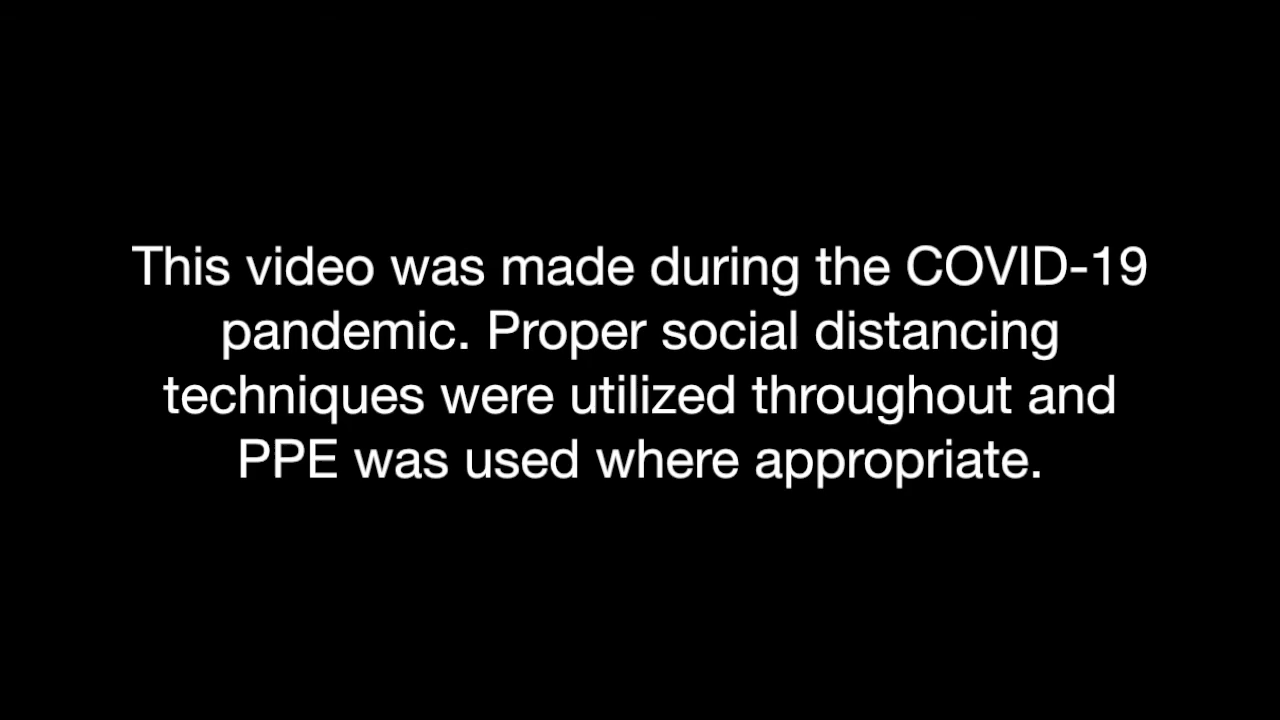 This video was made during the COVID-19
pandemic. Proper social distancing
techniques were utilized throughout and
PPE was used where appropriate.